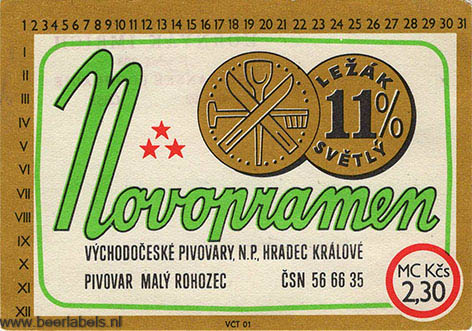 1 2 3 4 5 6 7 8 9 10 11 12 13 14 15 16 17 18 19 20 21 22 23 24 25 26 27 28 29 30 31
I
II
III
IV
V
VI
VII
VIII
IX
X
XI
XII
LEŽÁK
11%
SVĚTLÝ
Novopramen
VÝCHODOČESKÉ PIVOVARY, N.P., HRADEC KRÁLOVÉ
PIVOVAR MALÝ ROHOZEC ČSN 56 66 35
MC Kčs
2,30
www.beerlabels.nl
VCT 01